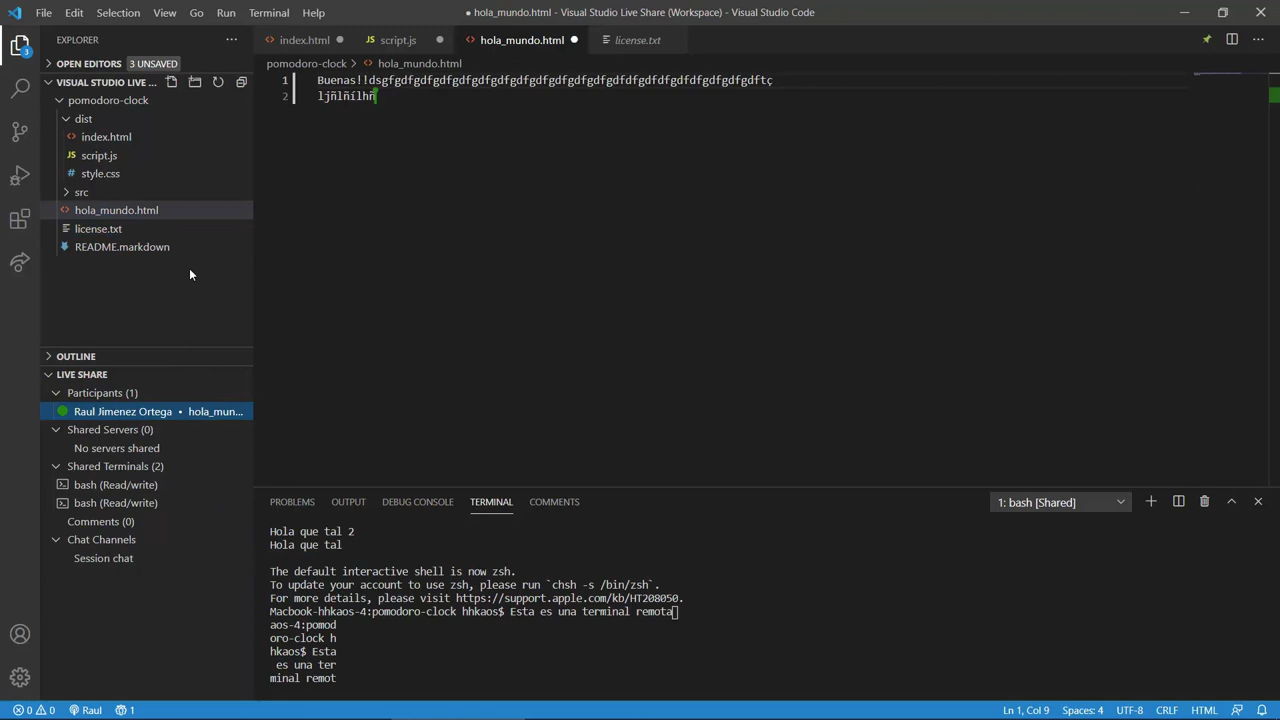 File Edit Selection View Go Run Terminal Help
● hola_mundo.html - Visual Studio Live Share (Workspace) - Visual Studio Code
EXPLORER
3
OPEN EDITORS 3 UNSAVED
VISUAL STUDIO LIVE ...
pomodoro-clock
dist
index.html
JS script.js
# style.css
src
hola_mundo.html
license.txt
README.markdown
OUTLINE
LIVE SHARE
Participants (1)
Raul Jimenez Ortega • hola_mun...
Shared Servers (0)
No servers shared
Shared Terminals (2)
bash (Read/write)
bash (Read/write)
Comments (0)
Chat Channels
Session chat
index.html JS script.js hola_mundo.html license.txt
pomodoro-clock > hola_mundo.html
1
2 ljñlñílhñ
PROBLEMS OUTPUT DEBUG CONSOLE TERMINAL COMMENTS
1: bash [Shared]
Hola que tal 2
Hola que tal
The default interactive shell is now zsh.
To update your account to use zsh, please run `chsh -s /bin/zsh`.
For more details, please visit https://support.apple.com/kb/HT208050.
Macbook-hhkaos-4:pomodoro-clock hhkaos$ Esta es una terminal remota
aos-4:pomod
oro-clock h
hkaos$ Esta
es una ter
minal remot
0 0 Raul 1
Ln 1, Col 9 Spaces: 4 UTF-8 CRLF HTML